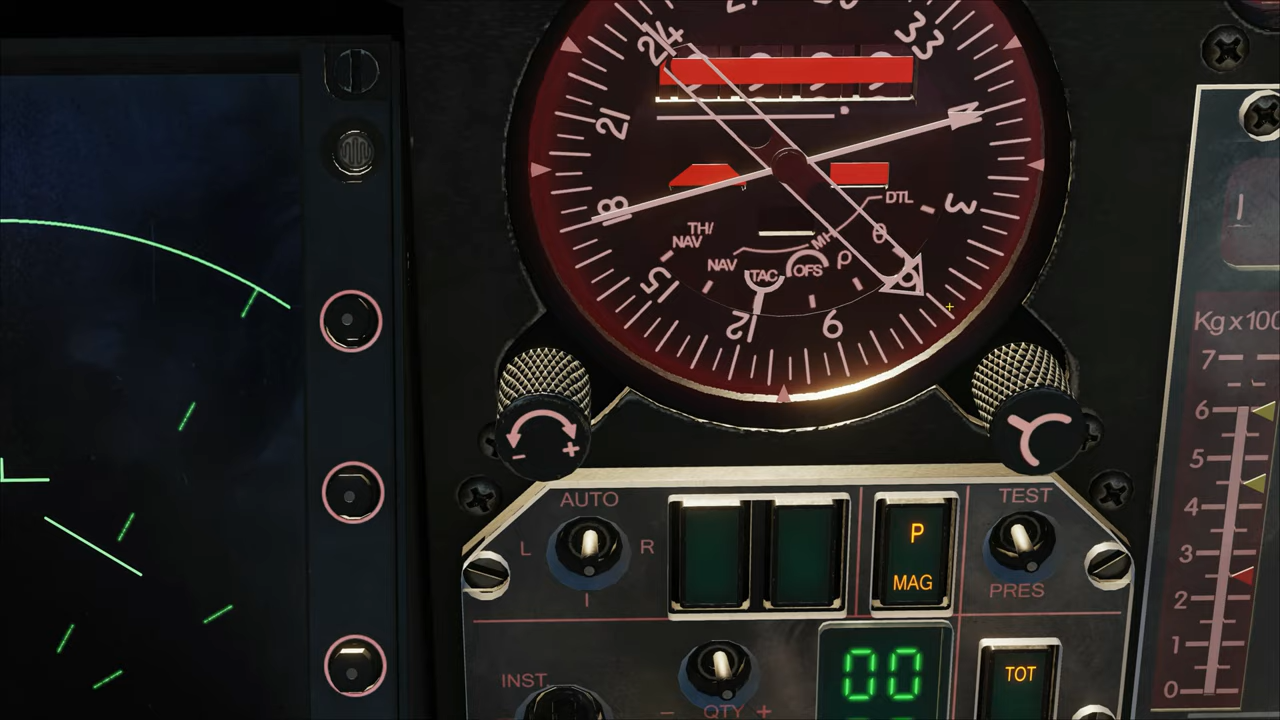 24
33
21
DTL
18
TH/
NAV
3
MH
θ
NAV
TAC
OFS
ρ
6
15
12
9
Kg x 100
7
6
5
4
3
2
1
0
- +
AUTO
L R
I
P
MAG
TEST
PRES
INST.
- QTY +
00
TOT